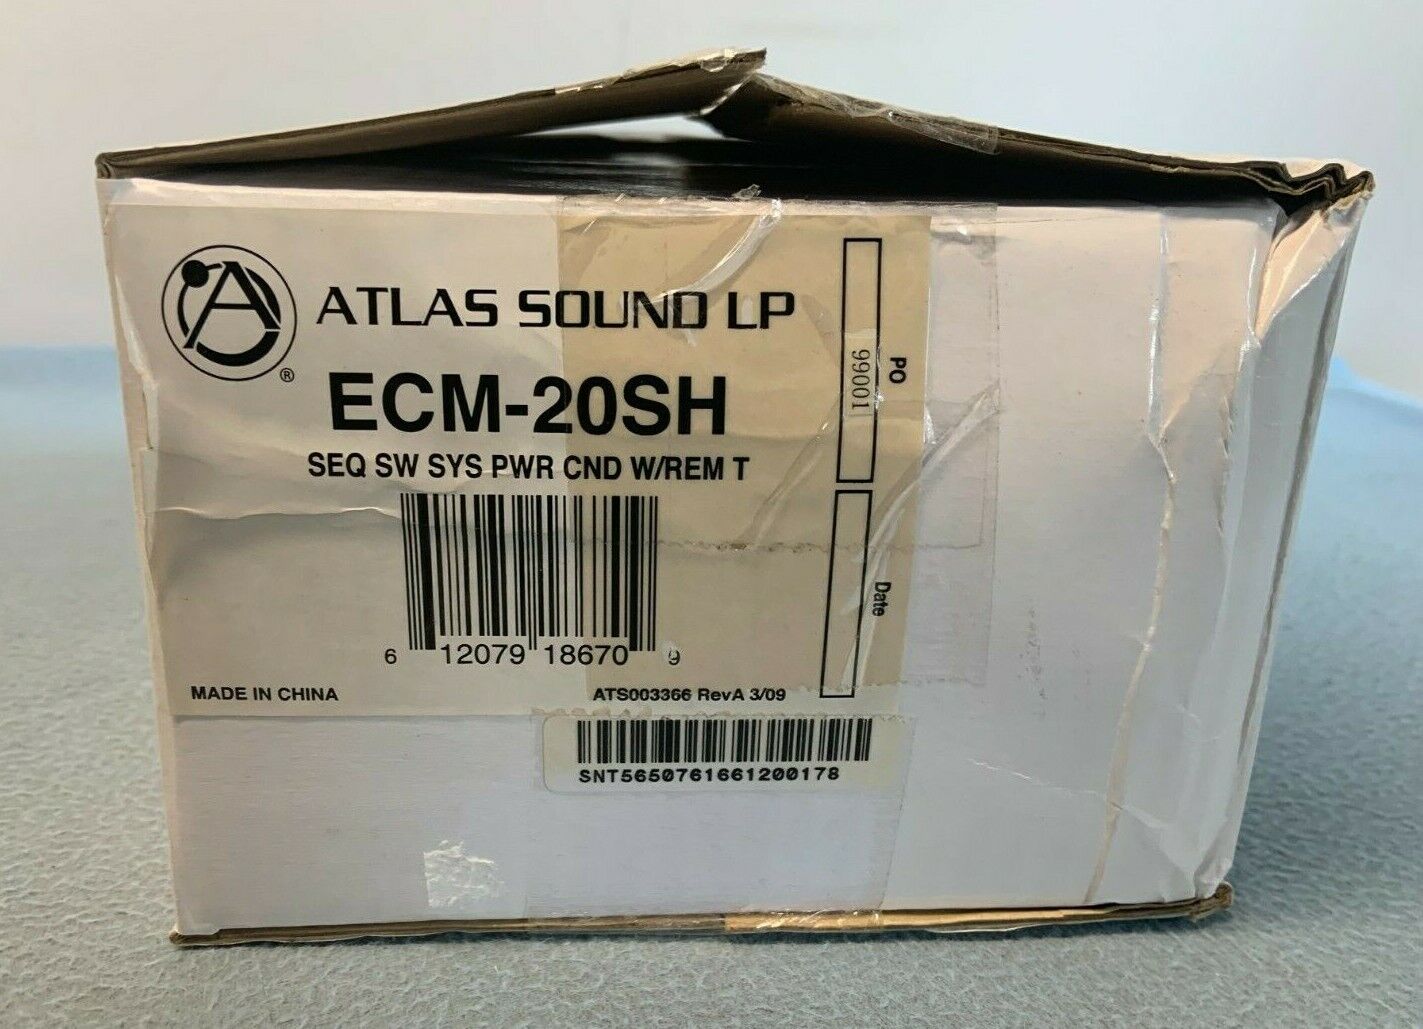 ATLAS SOUND LP
®
ECM-20SH
SEQ SW SYS PWR CND W/REM T
6 12079 18670 9
MADE IN CHINA
ATS003366 RevA 3/09
PO
99001
Date
SNT5650761661200178